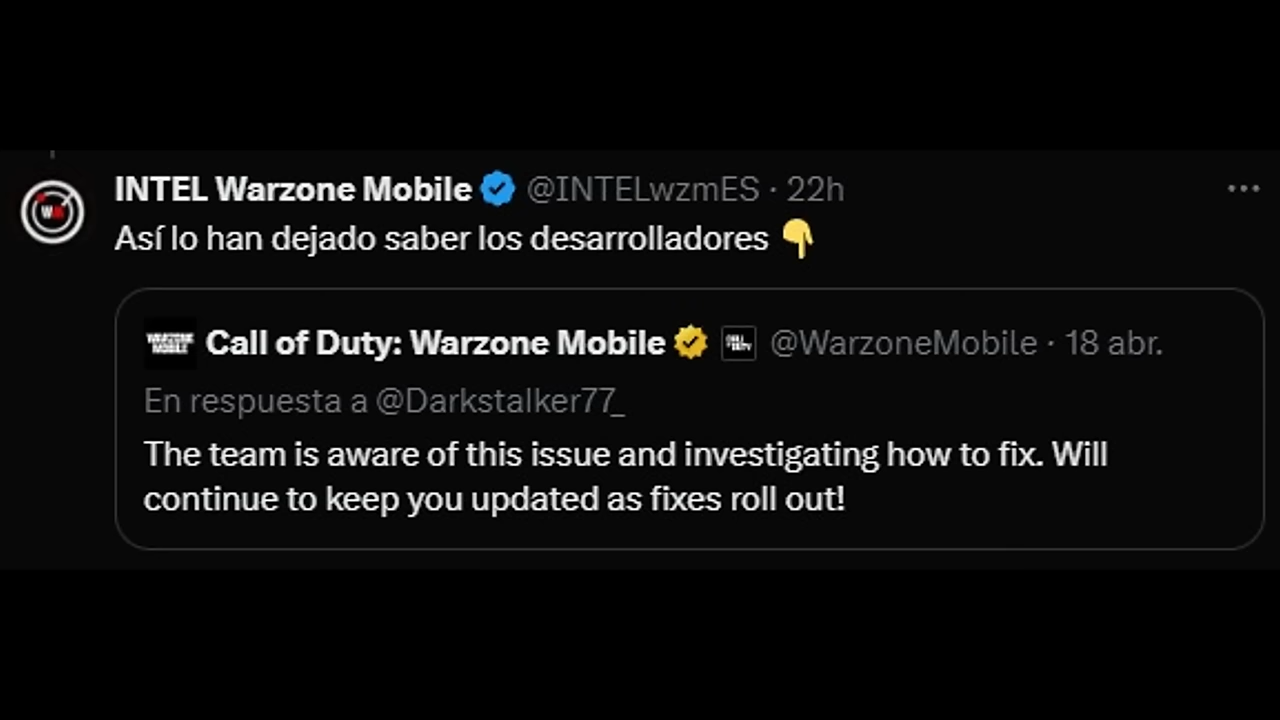 INTEL Warzone Mobile @INTELwzmES · 22h
Así lo han dejado saber los desarrolladores 👇
WARZONE MOBILE Call of Duty: Warzone Mobile @WarzoneMobile · 18 abr.
En respuesta a @Darkstalker77_
The team is aware of this issue and investigating how to fix. Will
continue to keep you updated as fixes roll out!